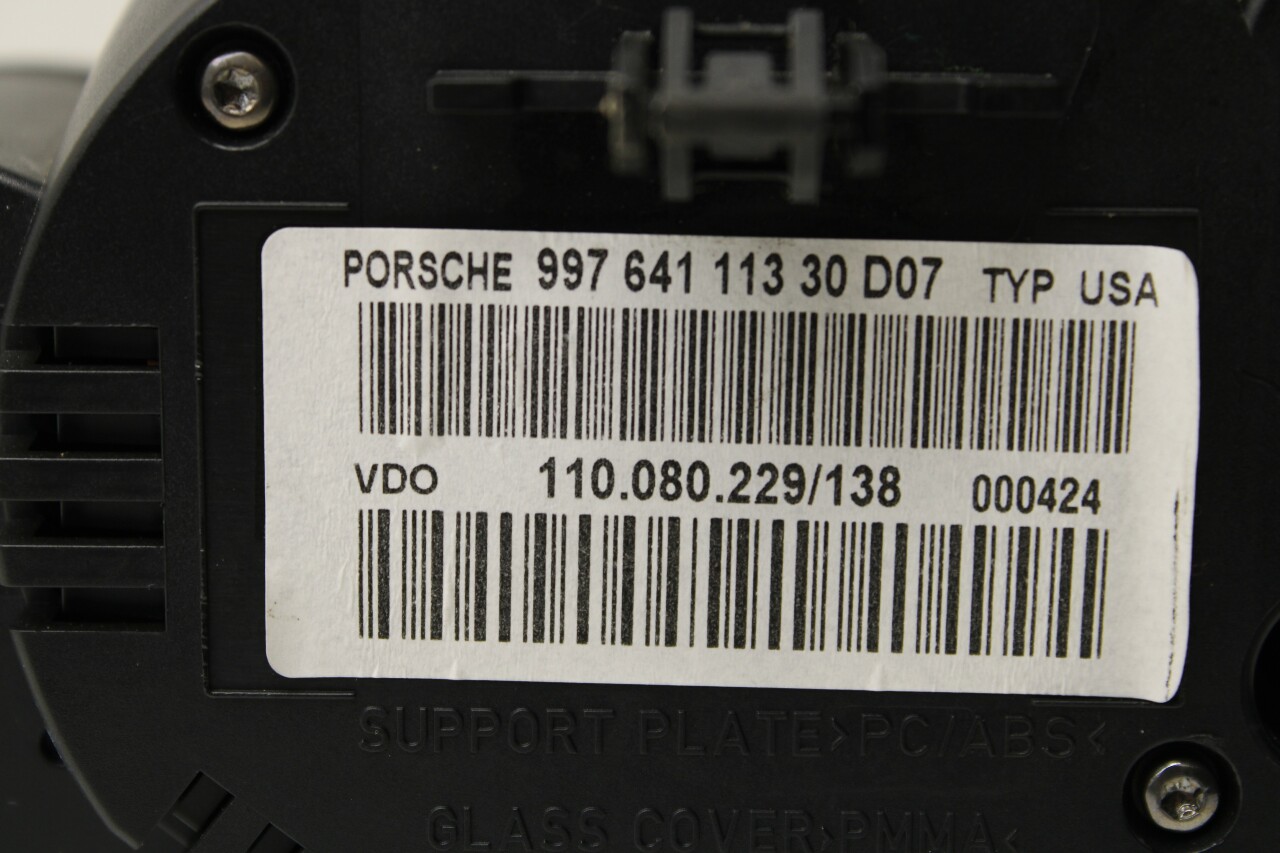 PORSCHE 997 641 113 30 D07 TYP USA
VDO 110.080.229/138 000424
SUPPORT PLATE>PC/ABS<
GLASS COVER>PMMA<